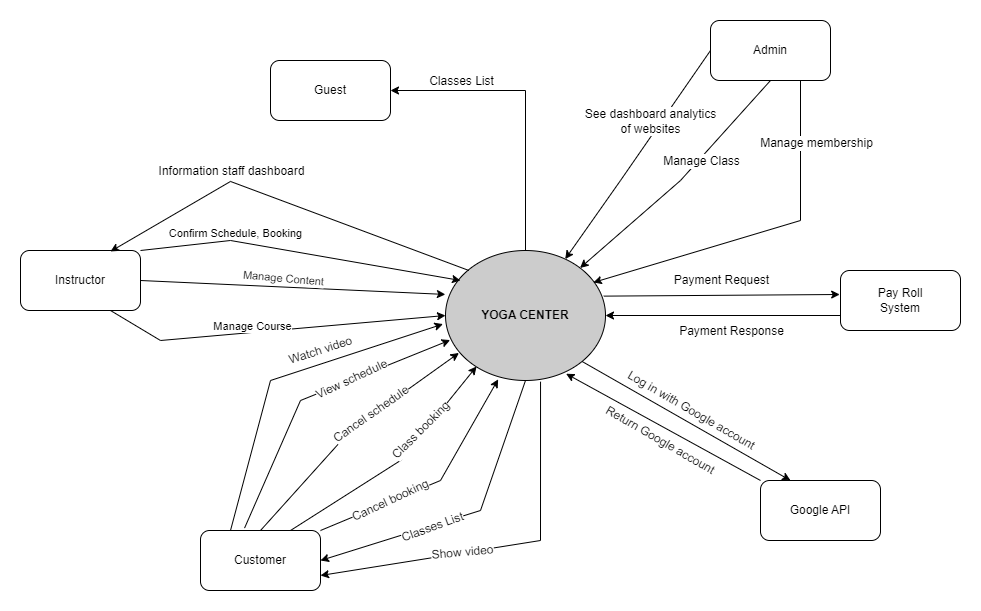 Admin
Guest
Classes List
See dashboard analytics
of websites
Manage Class
Manage membership
Information staff dashboard
Confirm Schedule, Booking
Instructor
Manage Content
Manage Course
YOGA CENTER
Payment Request
Pay Roll
System
Payment Response
Watch video
View schedule
Cancel schedule
Class booking
Cancel booking
Classes List
Show video
Log in with Google account
Return Google account
Google API
Customer